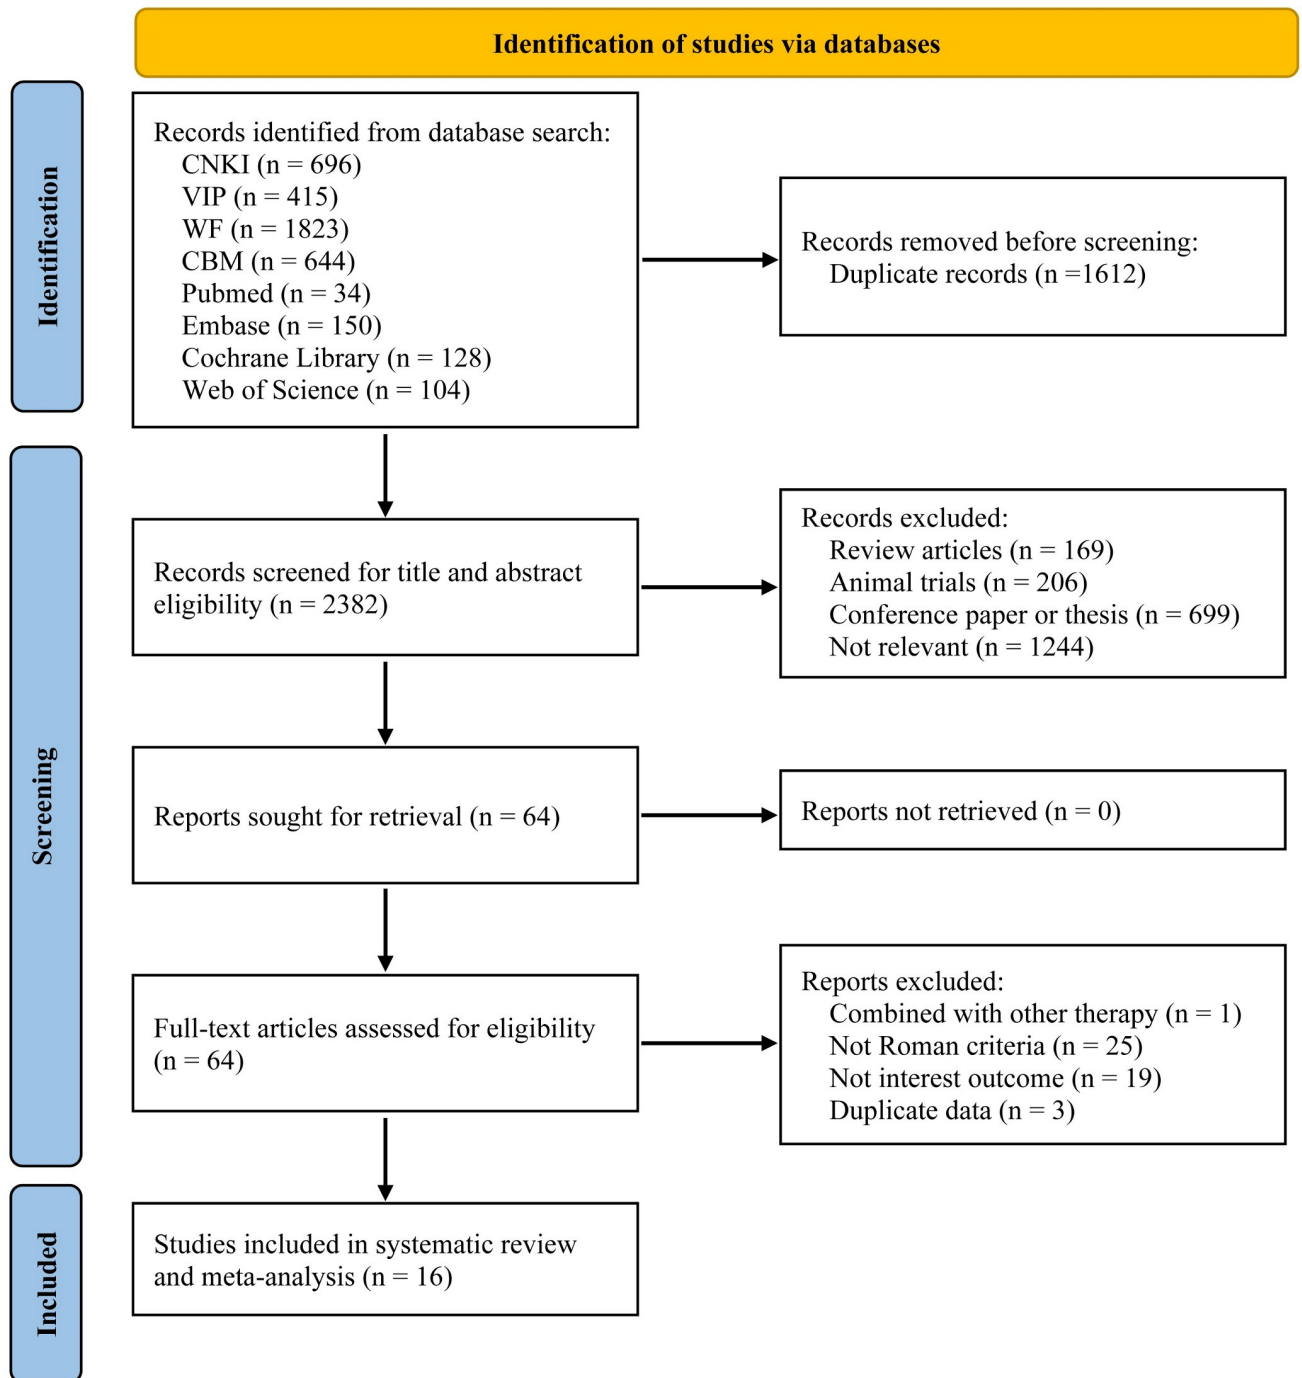 Identification of studies via databases
Identification
Records identified from database search:
CNKI (n = 696)
VIP (n = 415)
WF (n = 1823)
CBM (n = 644)
Pubmed (n = 34)
Embase (n = 150)
Cochrane Library (n = 128)
Web of Science (n = 104)
Records removed before screening:
Duplicate records (n =1612)
Screening
Records screened for title and abstract
eligibility (n = 2382)
Records excluded:
Review articles (n = 169)
Animal trials (n = 206)
Conference paper or thesis (n = 699)
Not relevant (n = 1244)
Reports sought for retrieval (n = 64)
Reports not retrieved (n = 0)
Full-text articles assessed for eligibility
(n = 64)
Reports excluded:
Combined with other therapy (n = 1)
Not Roman criteria (n = 25)
Not interest outcome (n = 19)
Duplicate data (n = 3)
Included
Studies included in systematic review
and meta-analysis (n = 16)